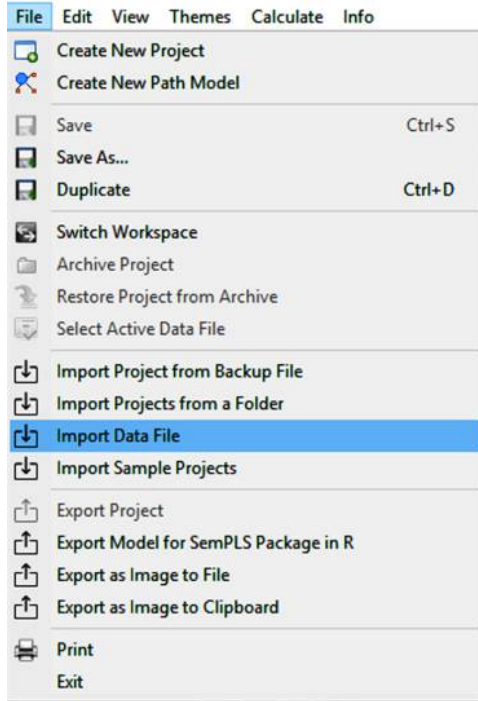 File Edit View Themes Calculate Info
Create New Project
Create New Path Model
Save Ctrl+S
Save As...
Duplicate Ctrl+D
Switch Workspace
Archive Project
Restore Project from Archive
Select Active Data File
Import Project from Backup File
Import Projects from a Folder
Import Data File
Import Sample Projects
Export Project
Export Model for SemPLS Package in R
Export as Image to File
Export as Image to Clipboard
Print
Exit